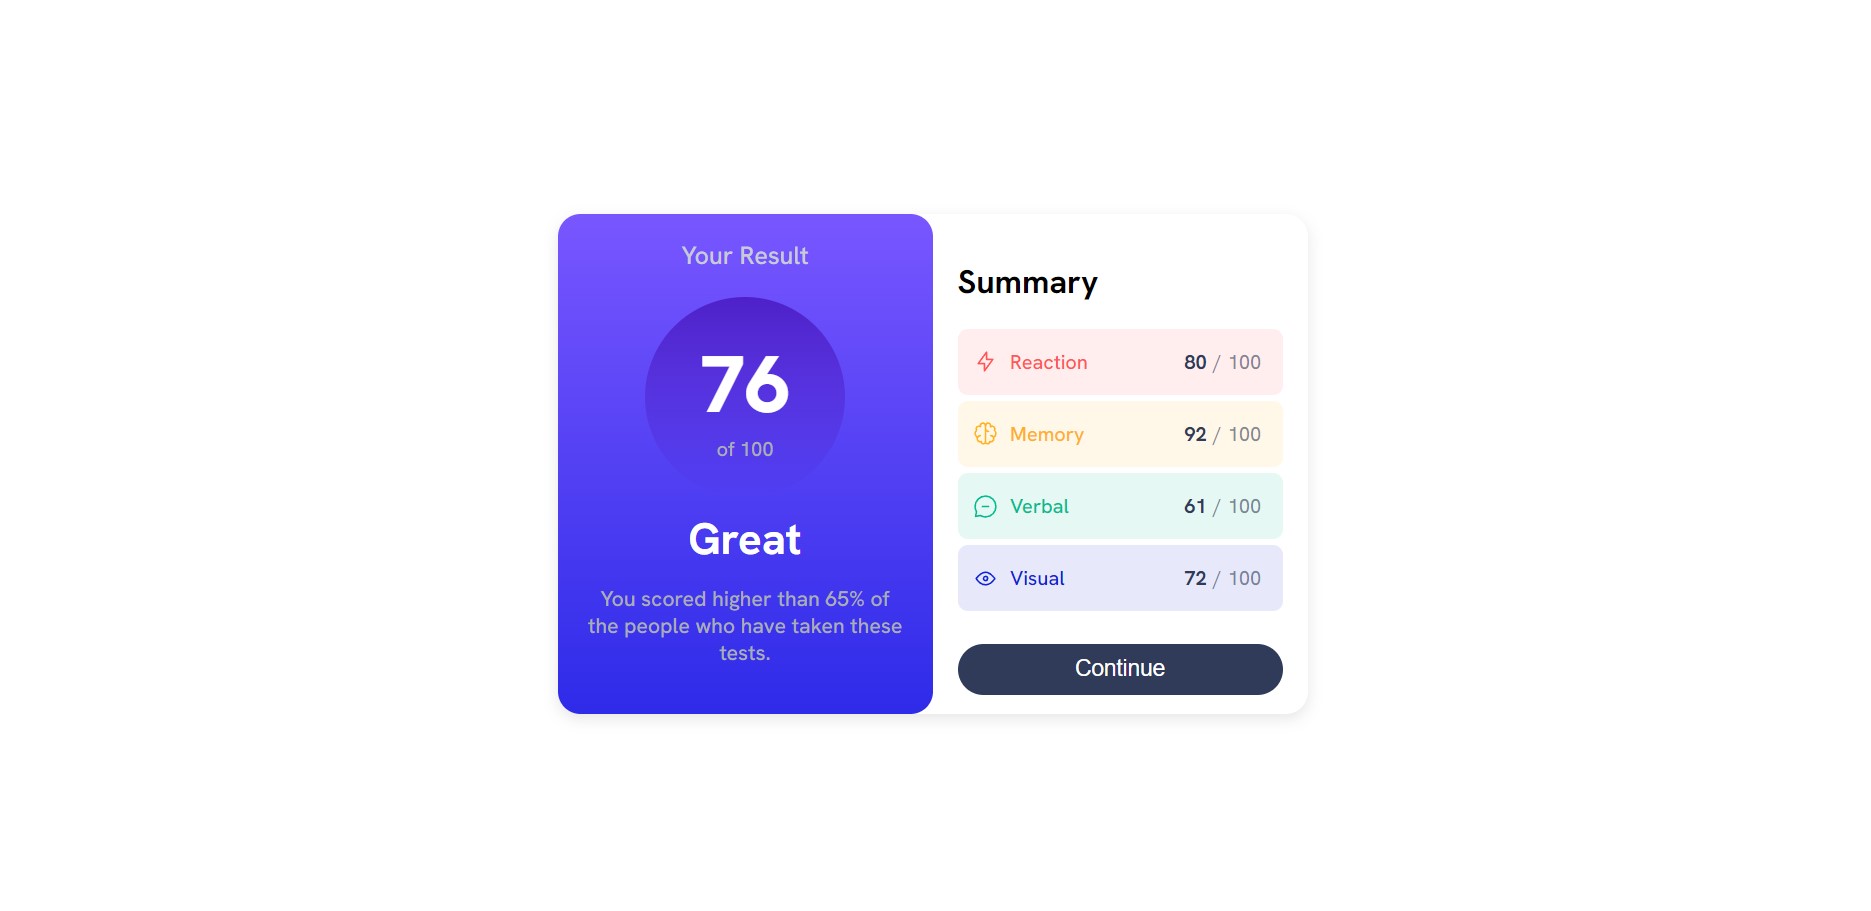 Your Result
76
of 100
Great
You scored higher than 65% of
the people who have taken these
tests.
Summary
Reaction 80 / 100
Memory 92 / 100
Verbal 61 / 100
Visual 72 / 100
Continue